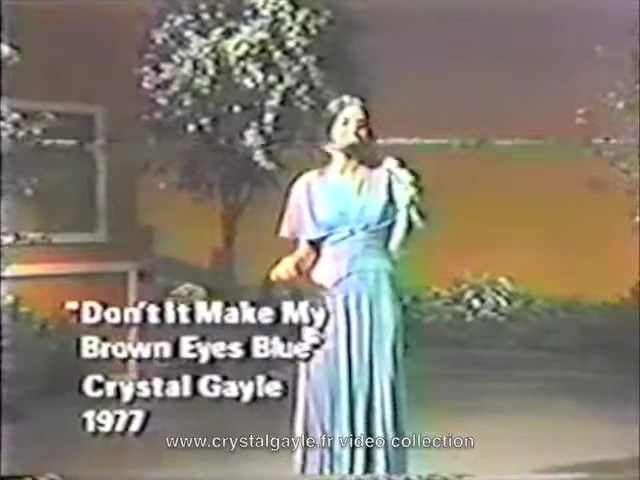 "Don't It Make My
Brown Eyes Blue"
Crystal Gayle
1977
www.crystalgayle.fr video collection